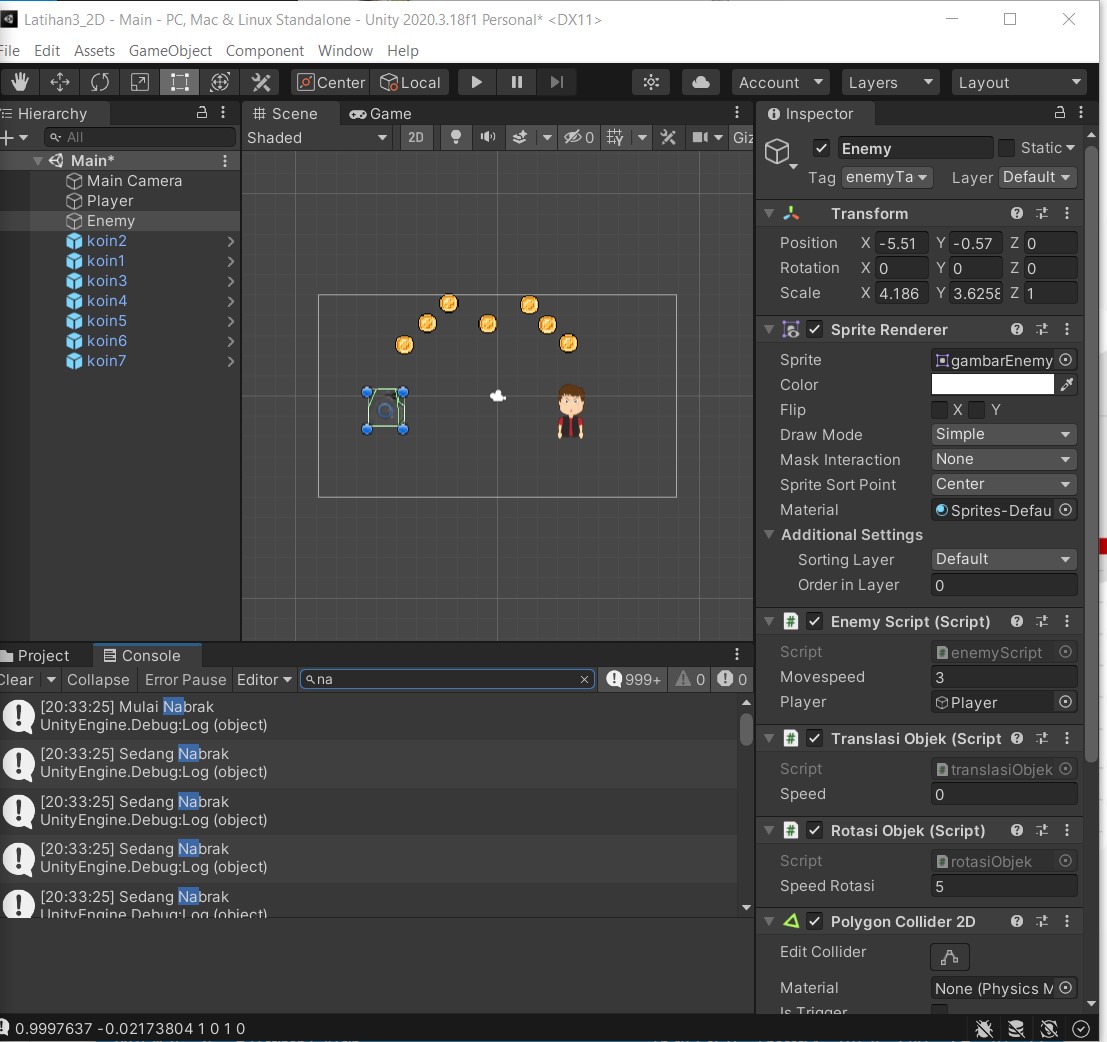 Latihan3_2D - Main - PC, Mac & Linux Standalone - Unity 2020.3.18f1 Personal* <DX11>
File Edit Assets GameObject Component Window Help
Center Local Account Layers Layout
Hierarchy
All
Main*
Main Camera
Player
Enemy
koin2
koin1
koin3
koin4
koin5
koin6
koin7
Scene Game
Shaded 2D 0 Giz
Inspector
Enemy Static
Tag enemyTa Layer Default
Transform
Position X -5.51 Y -0.57 Z 0
Rotation X 0 Y 0 Z 0
Scale X 4.186 Y 3.6258 Z 1
Sprite Renderer
Sprite gambarEnemy
Color
Flip X Y
Draw Mode Simple
Mask Interaction None
Sprite Sort Point Center
Material Sprites-Defau
Additional Settings
Sorting Layer Default
Order in Layer 0
Enemy Script (Script)
Script enemyScript
Movespeed 3
Player Player
Translasi Objek (Script
Script translasiObjek
Speed 0
Rotasi Objek (Script)
Script rotasiObjek
Speed Rotasi 5
Polygon Collider 2D
Edit Collider
Material None (Physics M
Is Trigger
Project Console
Clear Collapse Error Pause Editor na 999+ 0 0
[20:33:25] Mulai Nabrak
UnityEngine.Debug:Log (object)
[20:33:25] Sedang Nabrak
UnityEngine.Debug:Log (object)
[20:33:25] Sedang Nabrak
UnityEngine.Debug:Log (object)
[20:33:25] Sedang Nabrak
UnityEngine.Debug:Log (object)
[20:33:25] Sedang Nabrak
UnityEngine.Debug:Log (object)
0.9997637 -0.02173804 1 0 1 0